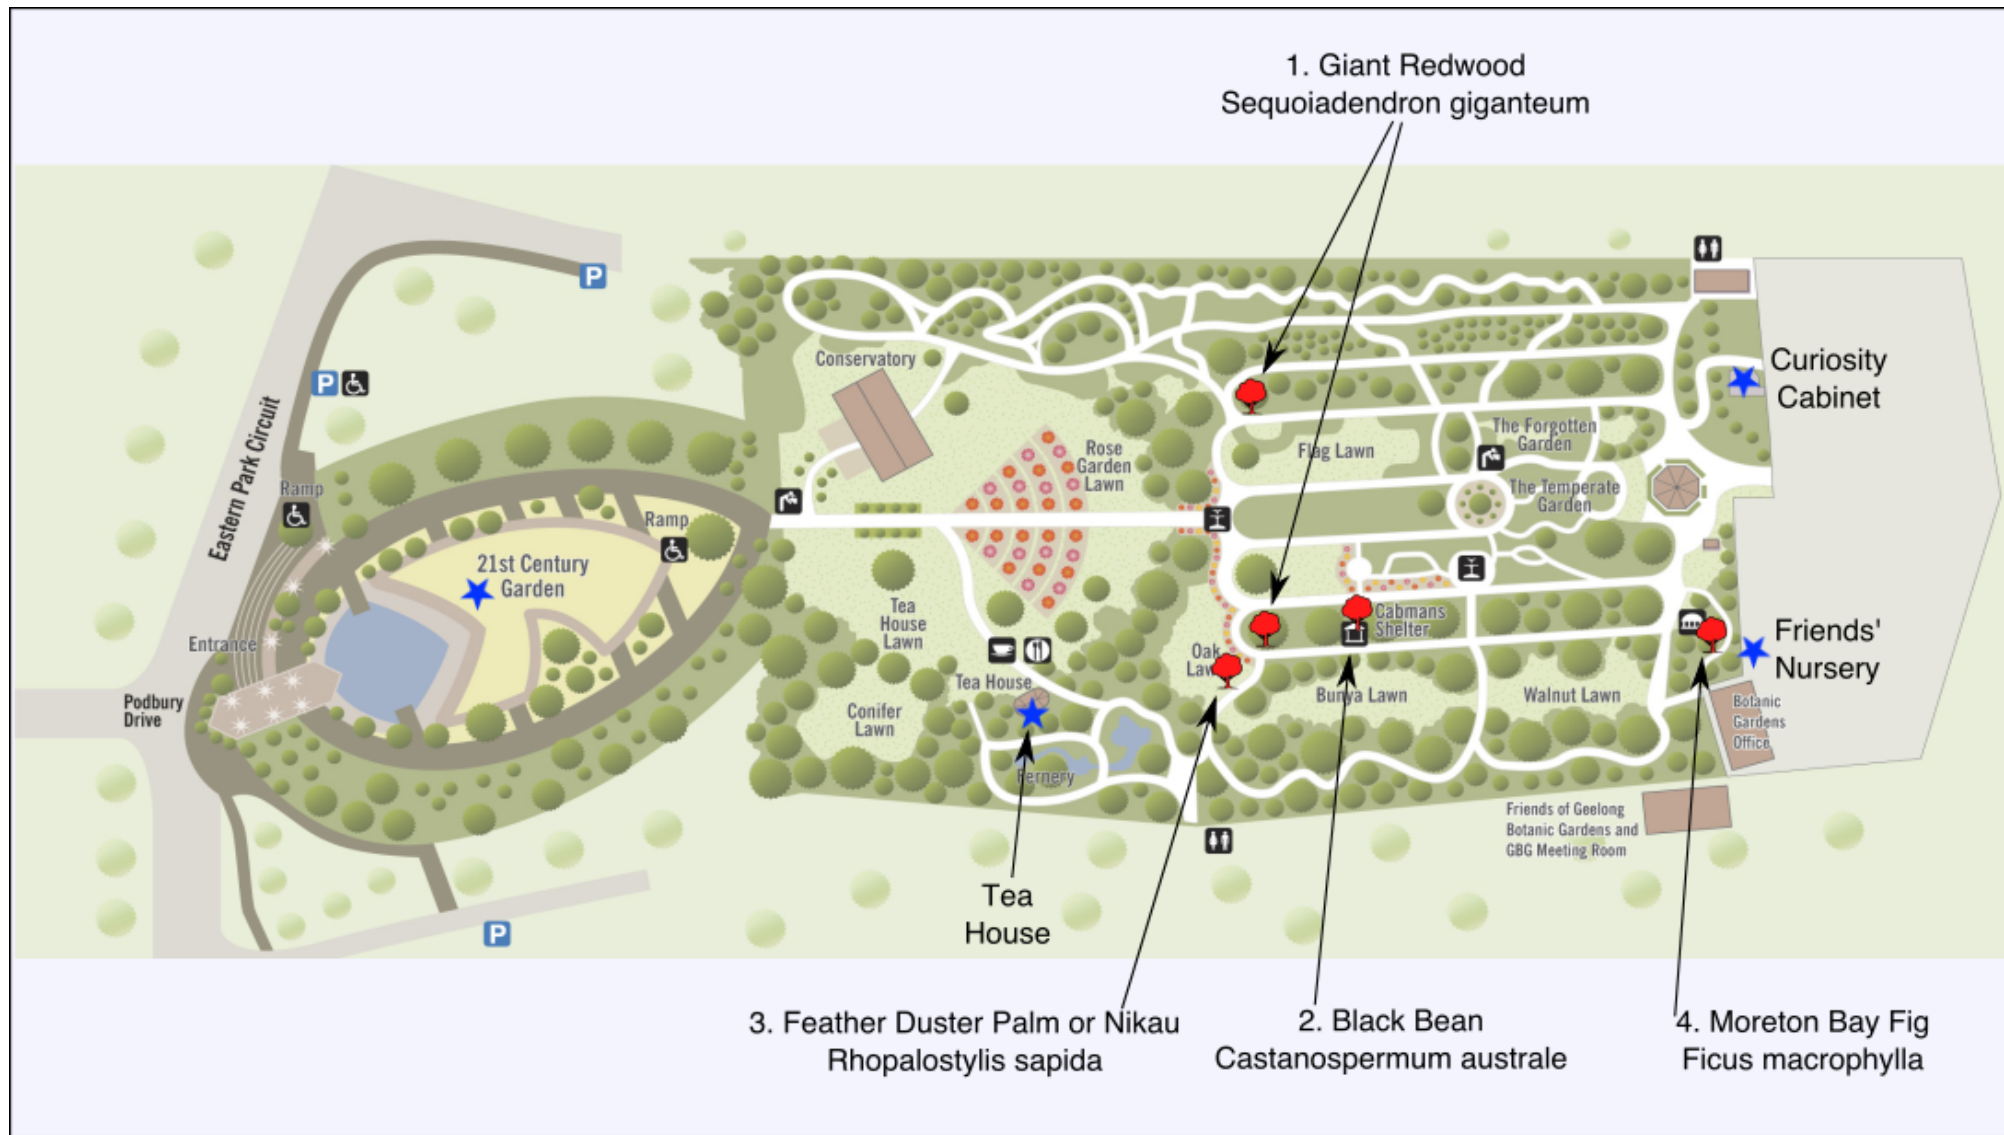 1. Giant Redwood
Sequoiadendron giganteum
P
P
Eastern Park Circuit
Conservatory
Curiosity
Cabinet
Rose
Garden
Lawn
Flag Lawn
The Forgotten
Garden
The Temperate
Garden
Ramp
Ramp
21st Century
Garden
Entrance
Podbury
Drive
Tea
House
Lawn
Tea House
Conifer
Lawn
Fernery
Oak
Lawn
Cabmans
Shelter
Bunya Lawn
Walnut Lawn
Friends'
Nursery
Botanic
Gardens
Office
Friends of Geelong
Botanic Gardens and
GBG Meeting Room
P
Tea
House
3. Feather Duster Palm or Nikau
Rhopalostylis sapida
2. Black Bean
Castanospermum australe
4. Moreton Bay Fig
Ficus macrophylla